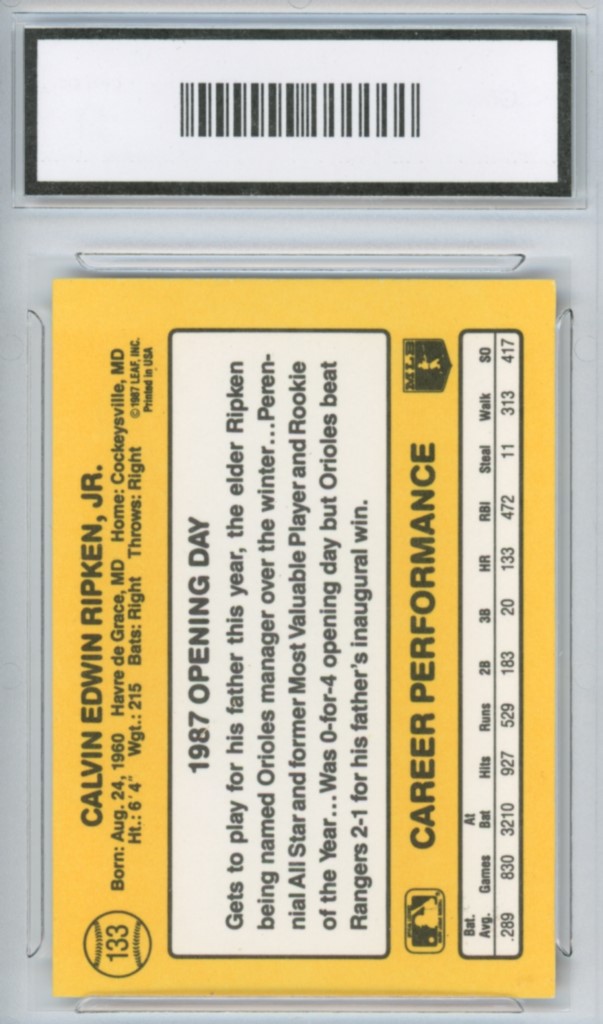 133
CALVIN EDWIN RIPKEN, JR.
Born: Aug. 24, 1960 Havre de Grace, MD Home: Cockeysville, MD
Ht.: 6'4" Wgt.: 215 Bats: Right Throws: Right
©1987 LEAF, INC.
Printed in USA
1987 OPENING DAY
Gets to play for his father this year, the elder Ripken
being named Orioles manager over the winter...Peren-
nial All Star and former Most Valuable Player and Rookie
of the Year...Was 0-for-4 opening day but Orioles beat
Rangers 2-1 for his father's inaugural win.
CAREER PERFORMANCE
Bat. Avg. Games At Bat Hits Runs 2B 3B HR RBI Steal Walk SO
.289 830 3210 927 529 183 20 133 472 11 313 417